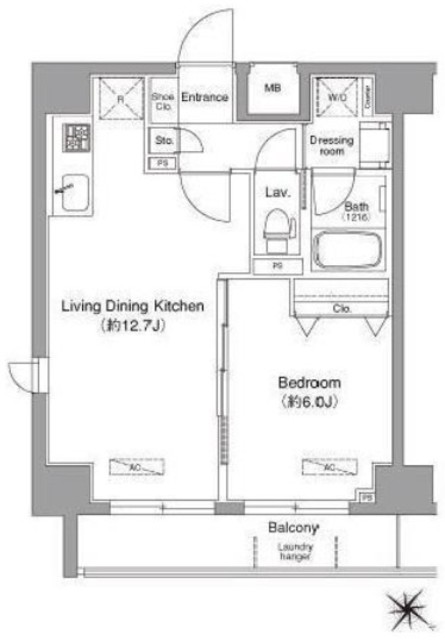 R
Shoe
Clo.
Entrance
MB
W/D
Counter
Sto.
PS
Dressing
room
Lav.
Bath
(1216)
PS
Living Dining Kitchen
(約12.7J)
Clo.
Bedroom
(約6.0J)
AC
AC
PS
Balcony
Laundry
hanger